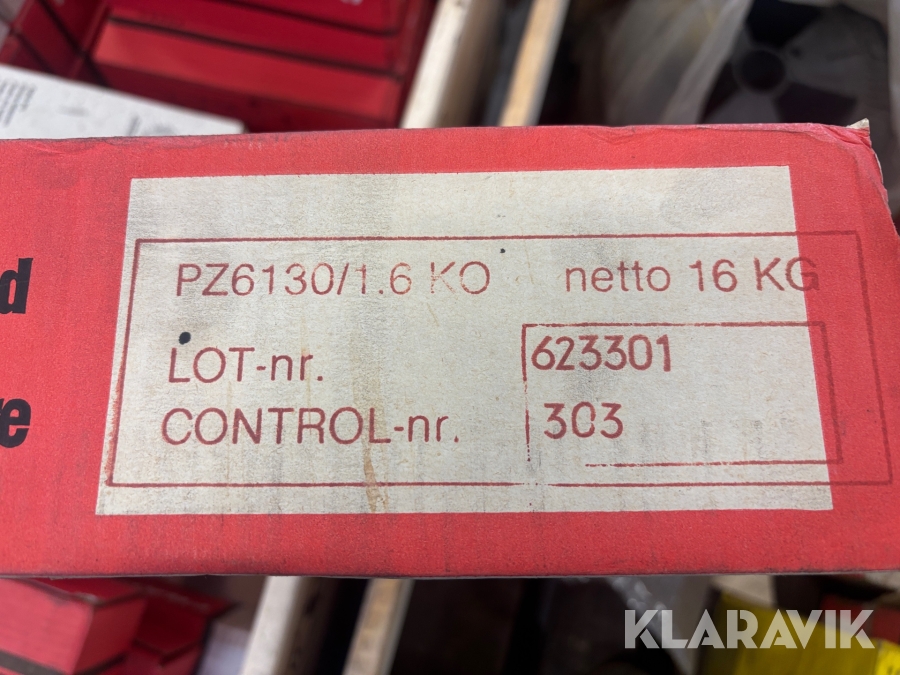 PZ6130/1.6 KO netto 16 KG
LOT-nr. 623301
CONTROL-nr. 303
KLARAVIK